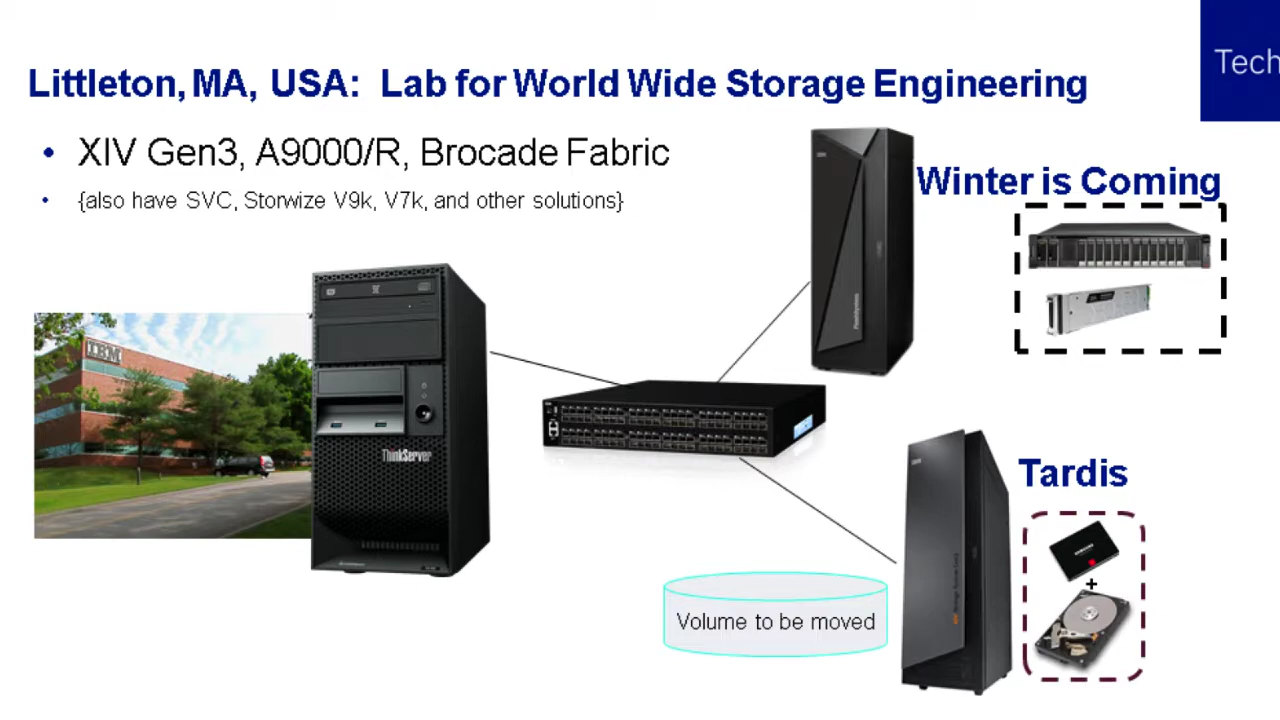 Tech
Littleton, MA, USA: Lab for World Wide Storage Engineering
• XIV Gen3, A9000/R, Brocade Fabric
• {also have SVC, Storwize V9k, V7k, and other solutions}
Winter is Coming
IBM
ThinkServer
Tardis
SAMSUNG
+
Volume to be moved